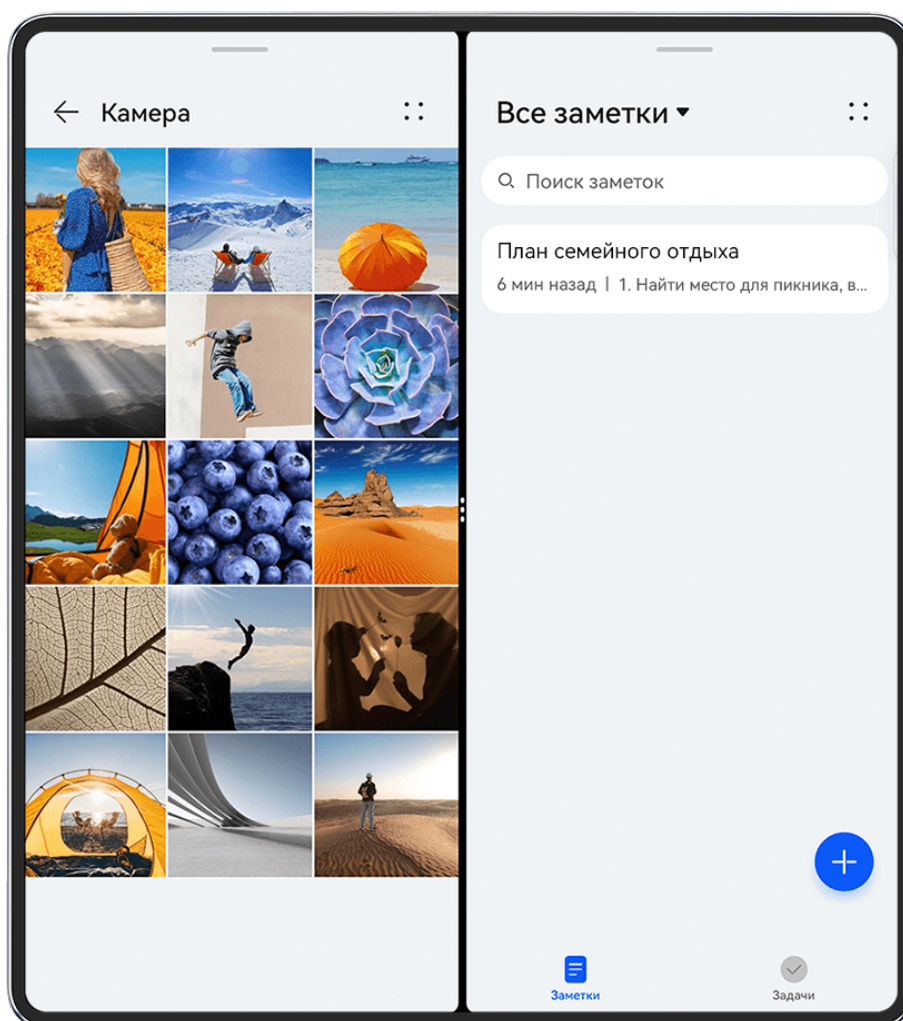 Камера
Все заметки
Поиск заметок
План семейного отдыха
6 мин назад | 1. Найти место для пикника, в...
Заметки
Задачи